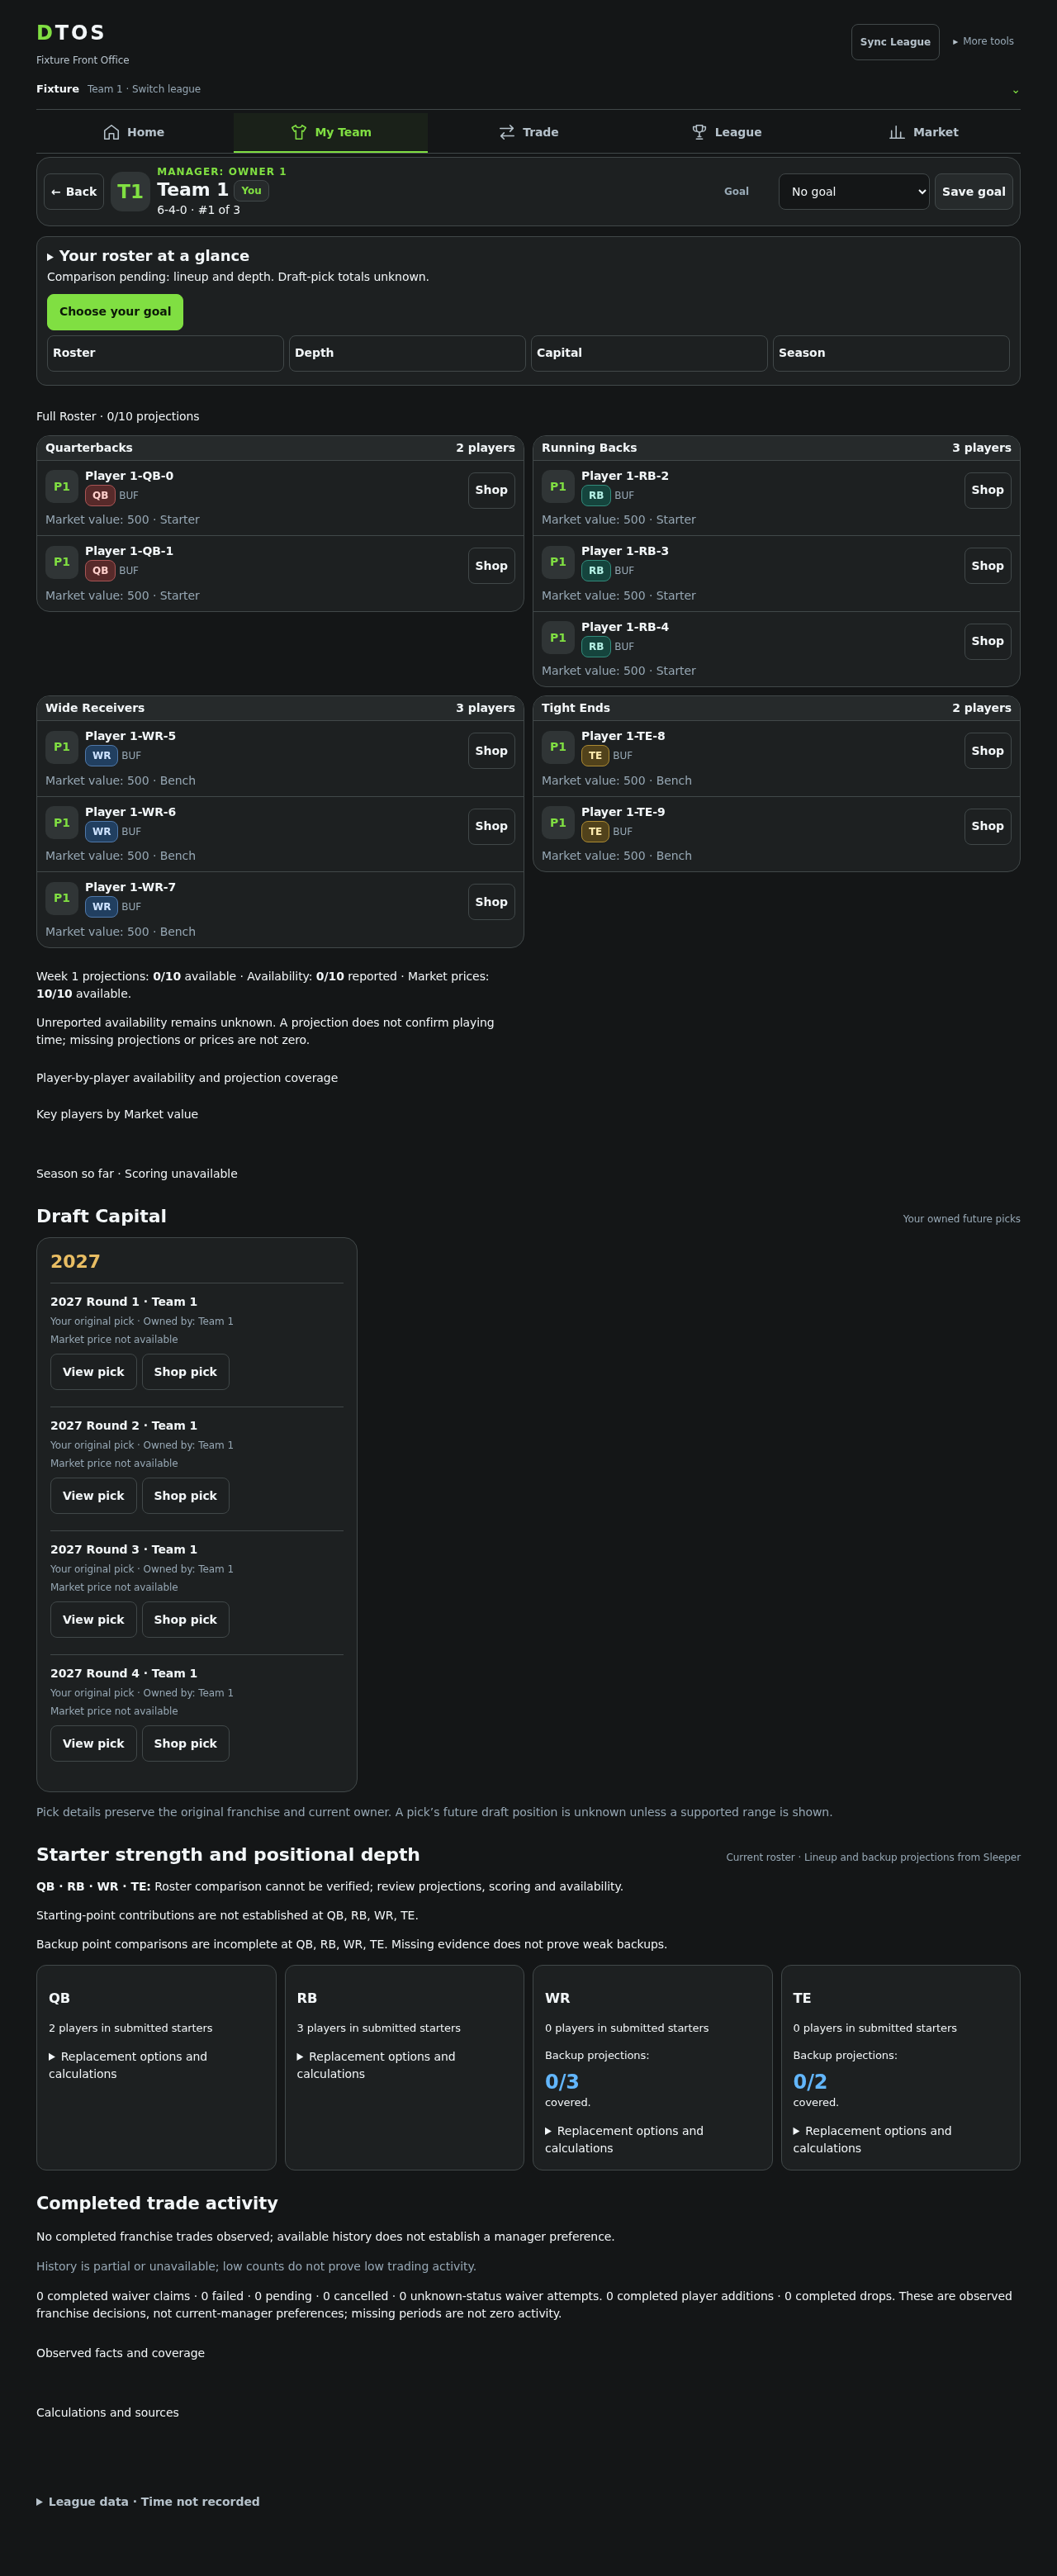 DTOS
Fixture Front Office
Sync League
▸ More tools
Fixture Team 1 · Switch league
Home
My Team
Trade
League
Market
← Back
T1
MANAGER: OWNER 1
Team 1 You
6-4-0 · #1 of 3
Goal
No goal
Save goal
▶ Your roster at a glance
Comparison pending: lineup and depth. Draft-pick totals unknown.
Choose your goal
Roster
Depth
Capital
Season
Full Roster · 0/10 projections
Quarterbacks 2 players
P1
Player 1-QB-0
QB BUF
Shop
Market value: 500 · Starter
P1
Player 1-QB-1
QB BUF
Shop
Market value: 500 · Starter
Running Backs 3 players
P1
Player 1-RB-2
RB BUF
Shop
Market value: 500 · Starter
P1
Player 1-RB-3
RB BUF
Shop
Market value: 500 · Starter
P1
Player 1-RB-4
RB BUF
Shop
Market value: 500 · Starter
Wide Receivers 3 players
P1
Player 1-WR-5
WR BUF
Shop
Market value: 500 · Bench
P1
Player 1-WR-6
WR BUF
Shop
Market value: 500 · Bench
P1
Player 1-WR-7
WR BUF
Shop
Market value: 500 · Bench
Tight Ends 2 players
P1
Player 1-TE-8
TE BUF
Shop
Market value: 500 · Bench
P1
Player 1-TE-9
TE BUF
Shop
Market value: 500 · Bench
Week 1 projections: 0/10 available · Availability: 0/10 reported · Market prices:
10/10 available.
Unreported availability remains unknown. A projection does not confirm playing
time; missing projections or prices are not zero.
Player-by-player availability and projection coverage
Key players by Market value
Season so far · Scoring unavailable
Draft Capital
Your owned future picks
2027
2027 Round 1 · Team 1
Your original pick · Owned by: Team 1
Market price not available
View pick
Shop pick
2027 Round 2 · Team 1
Your original pick · Owned by: Team 1
Market price not available
View pick
Shop pick
2027 Round 3 · Team 1
Your original pick · Owned by: Team 1
Market price not available
View pick
Shop pick
2027 Round 4 · Team 1
Your original pick · Owned by: Team 1
Market price not available
View pick
Shop pick
Pick details preserve the original franchise and current owner. A pick’s future draft position is unknown unless a supported range is shown.
Starter strength and positional depth
Current roster · Lineup and backup projections from Sleeper
QB · RB · WR · TE: Roster comparison cannot be verified; review projections, scoring and availability.
Starting-point contributions are not established at QB, RB, WR, TE.
Backup point comparisons are incomplete at QB, RB, WR, TE. Missing evidence does not prove weak backups.
QB
2 players in submitted starters
▶ Replacement options and
calculations
RB
3 players in submitted starters
▶ Replacement options and
calculations
WR
0 players in submitted starters
Backup projections:
0/3
covered.
▶ Replacement options and
calculations
TE
0 players in submitted starters
Backup projections:
0/2
covered.
▶ Replacement options and
calculations
Completed trade activity
No completed franchise trades observed; available history does not establish a manager preference.
History is partial or unavailable; low counts do not prove low trading activity.
0 completed waiver claims · 0 failed · 0 pending · 0 cancelled · 0 unknown-status waiver attempts. 0 completed player additions · 0 completed drops. These are observed
franchise decisions, not current-manager preferences; missing periods are not zero activity.
Observed facts and coverage
Calculations and sources
▶ League data · Time not recorded